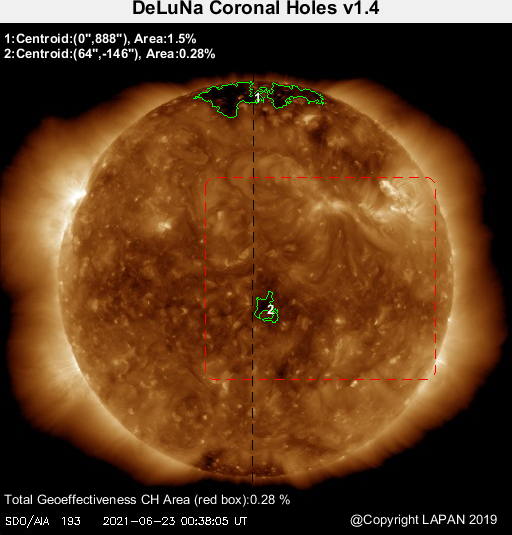 DeLuNa Coronal Holes v1.4
1:Centroid:(0",888"), Area:1.5%
2:Centroid:(64",-146"), Area:0.28%
1
2
Total Geoeffectiveness CH Area (red box):0.28 %
SDO/AIA 193 2021-06-23 00:38:05 UT
@Copyright LAPAN 2019